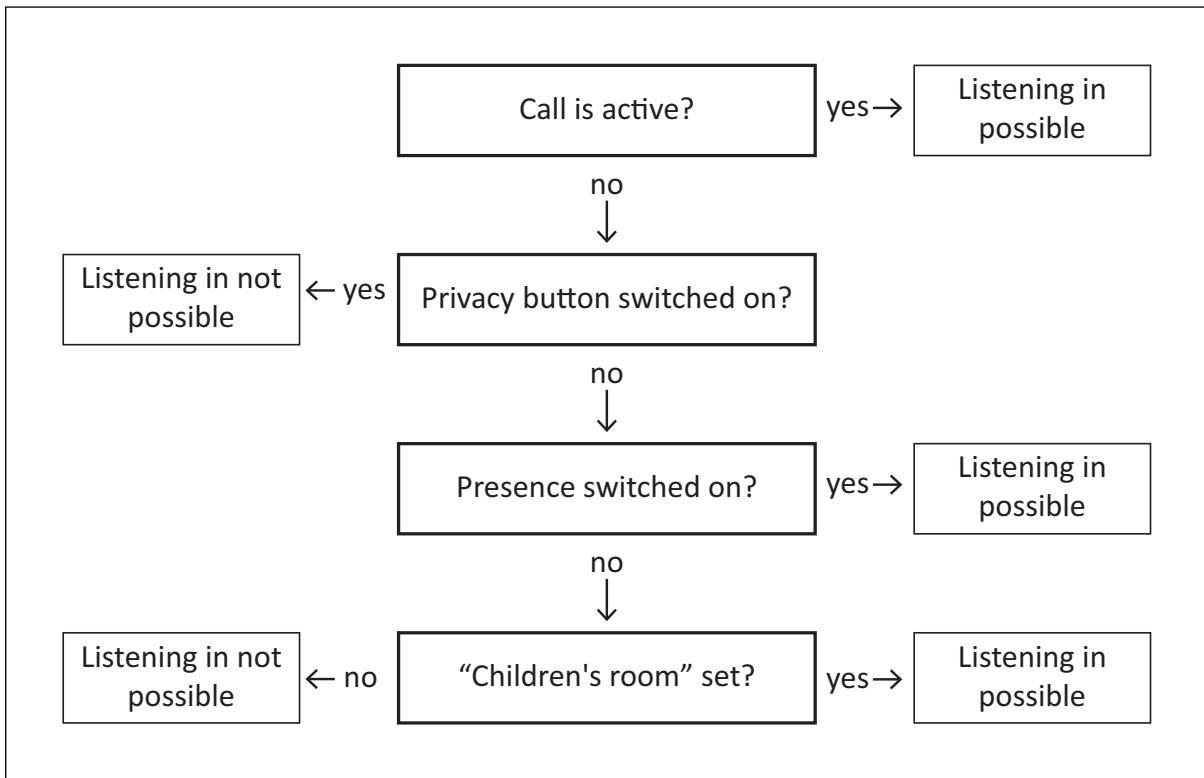 Call is active?
yes
Listening in
possible
no
Listening in not
possible
yes
Privacy button switched on?
no
Presence switched on?
yes
Listening in
possible
no
Listening in not
possible
no
“Children's room” set?
yes
Listening in
possible